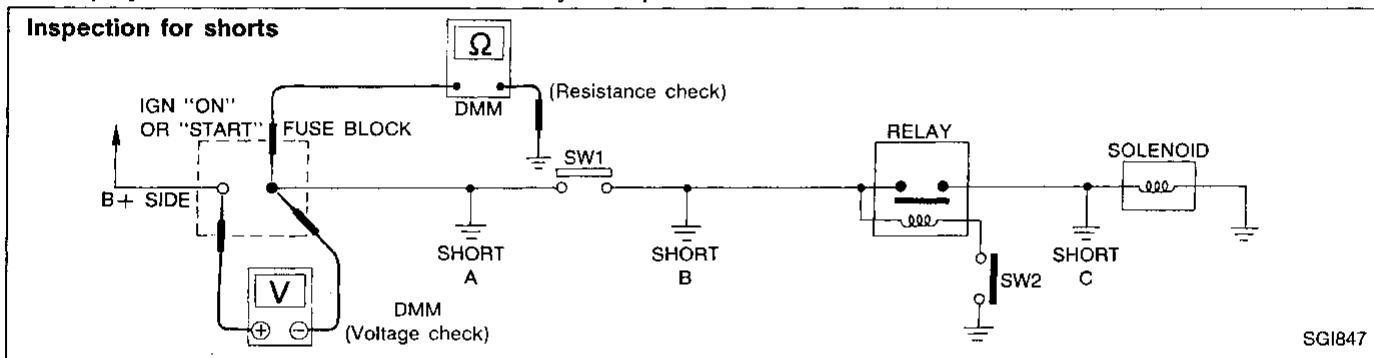 Inspection for shorts
Ω
DMM
(Resistance check)
IGN "ON"
OR "START"
FUSE BLOCK
B+ SIDE
SW1
RELAY
SOLENOID
SHORT
A
SHORT
B
SHORT
C
SW2
V
+ −
DMM
(Voltage check)
SGI847